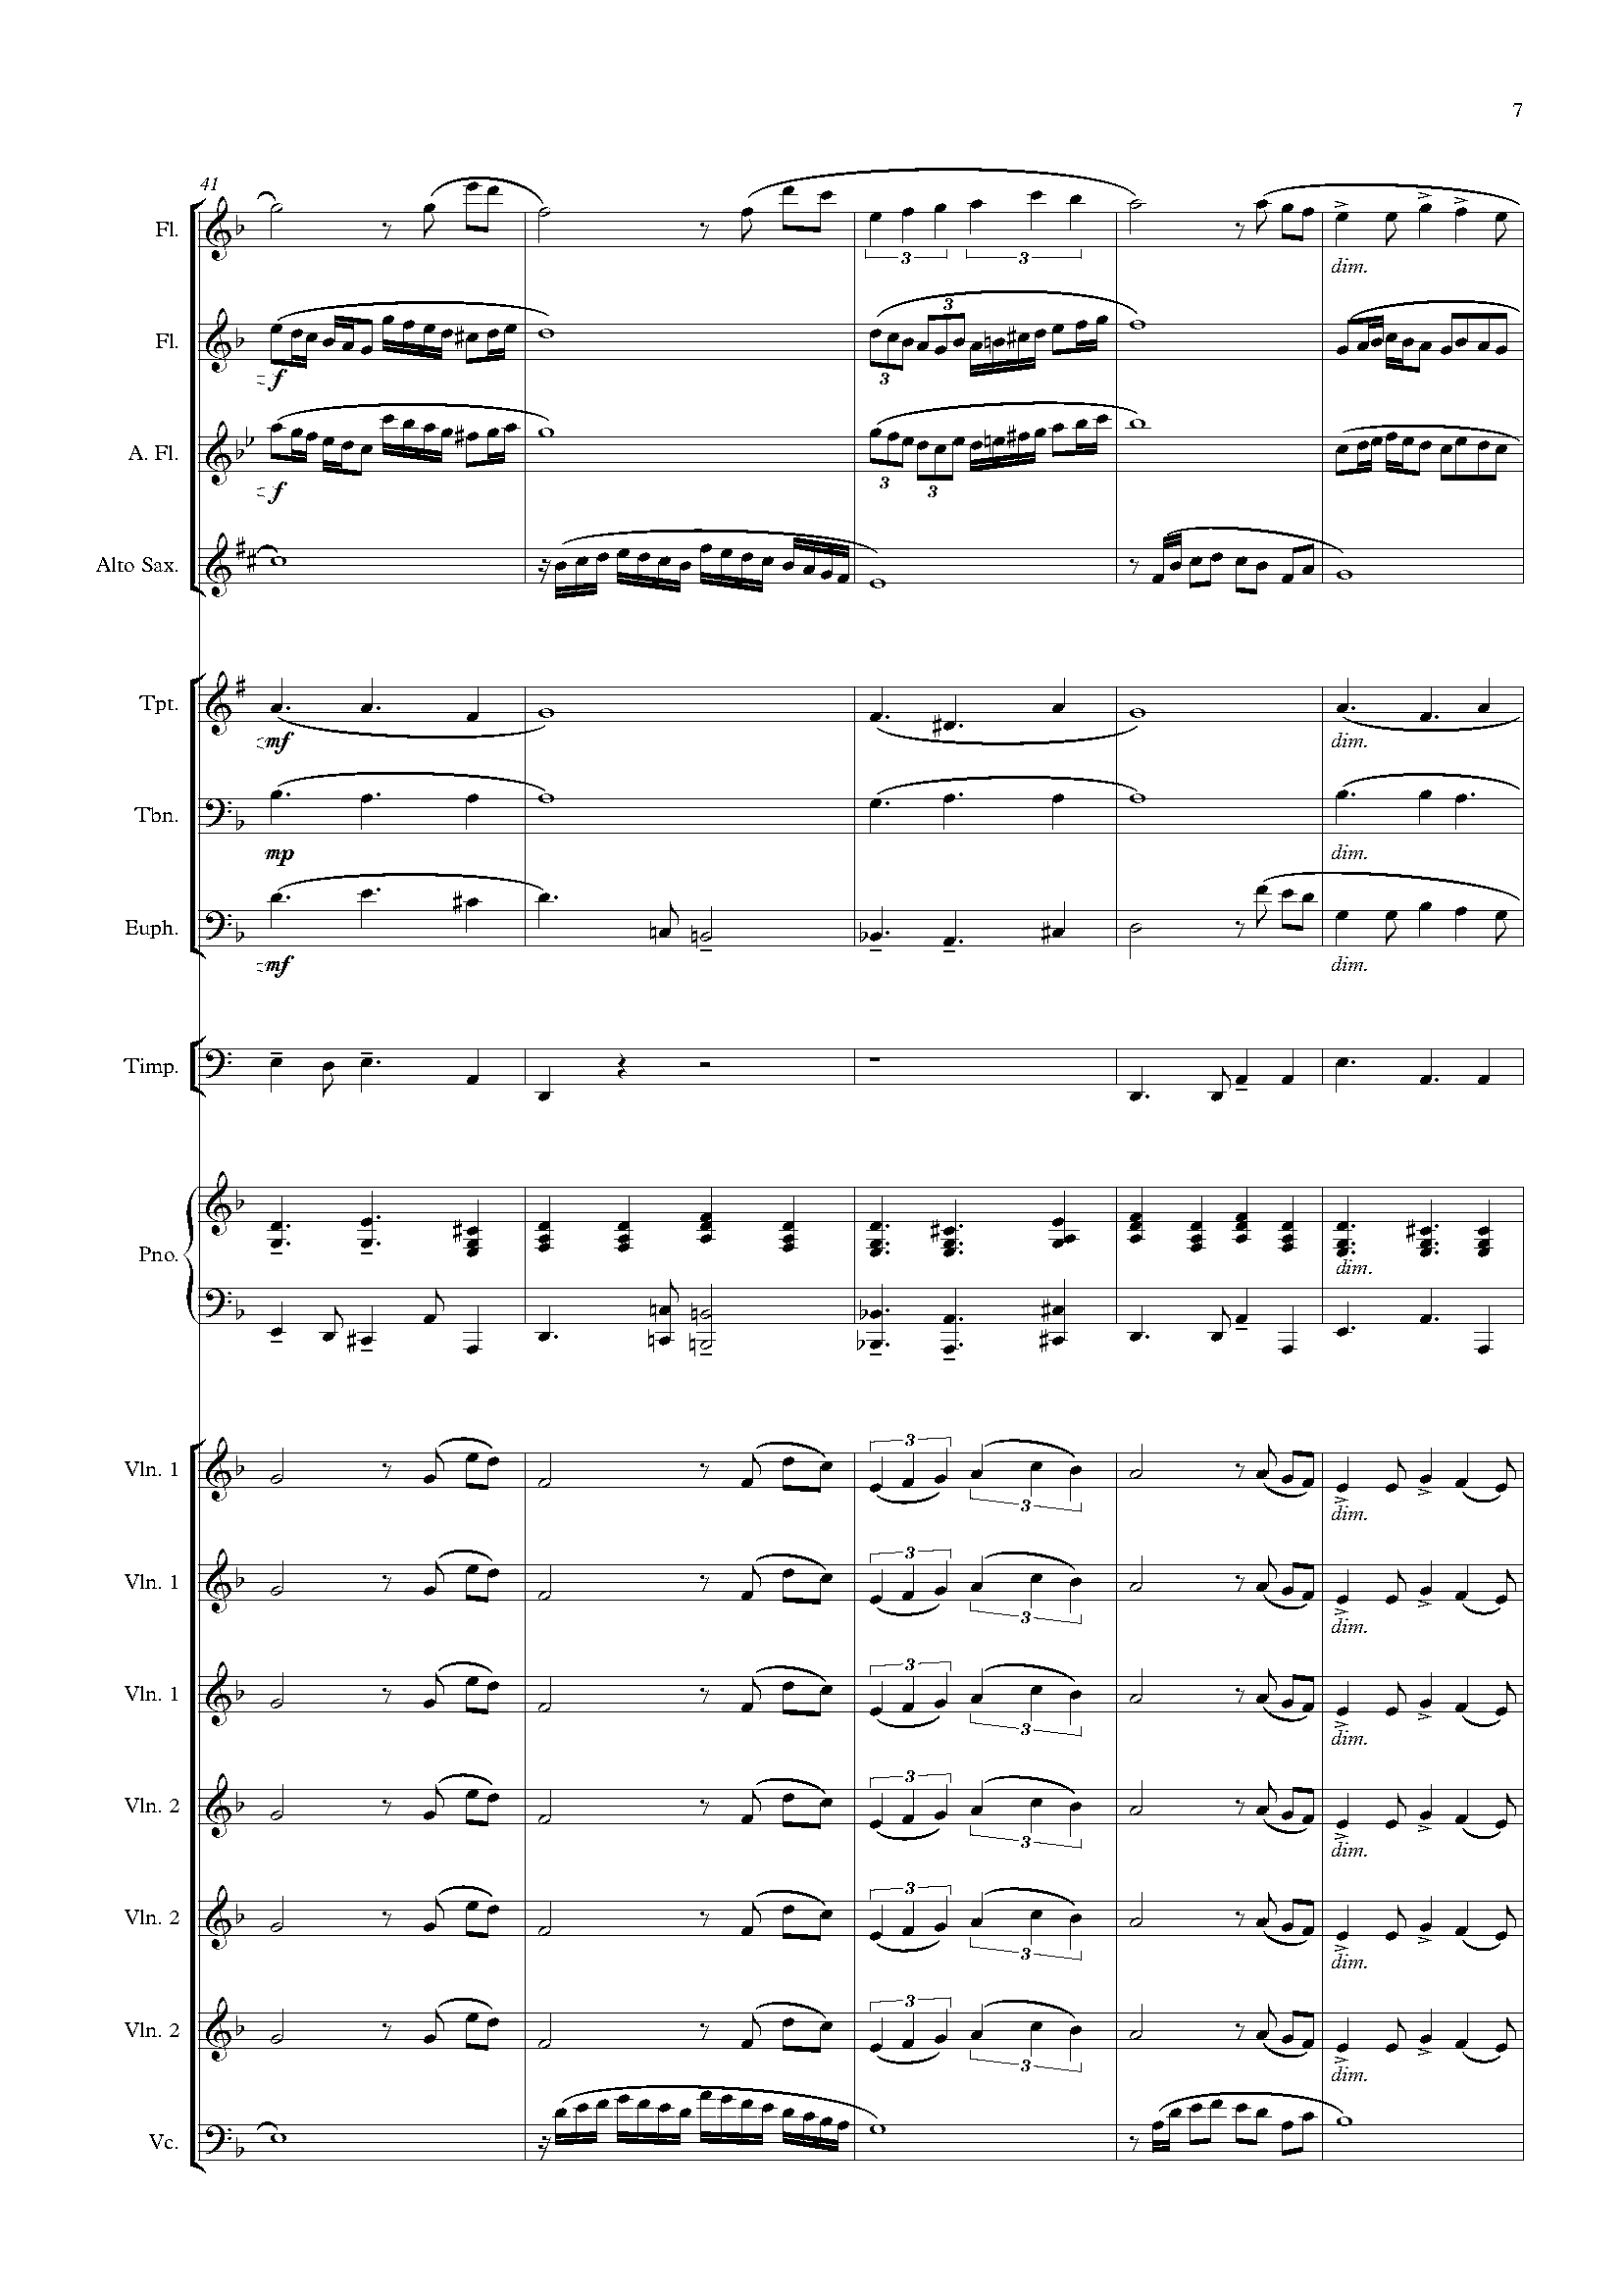 7
41
Fl.
3
3
dim.
Fl.
f
3
3
A. Fl.
f
3
3
Alto Sax.
Tpt.
mf
dim.
Tbn.
mp
dim.
Euph.
mf
dim.
Timp.
Pno.
dim.
Vln. 1
3
3
dim.
Vln. 1
3
3
dim.
Vln. 1
3
3
dim.
Vln. 2
3
3
dim.
Vln. 2
3
3
dim.
Vln. 2
3
3
dim.
Vc.